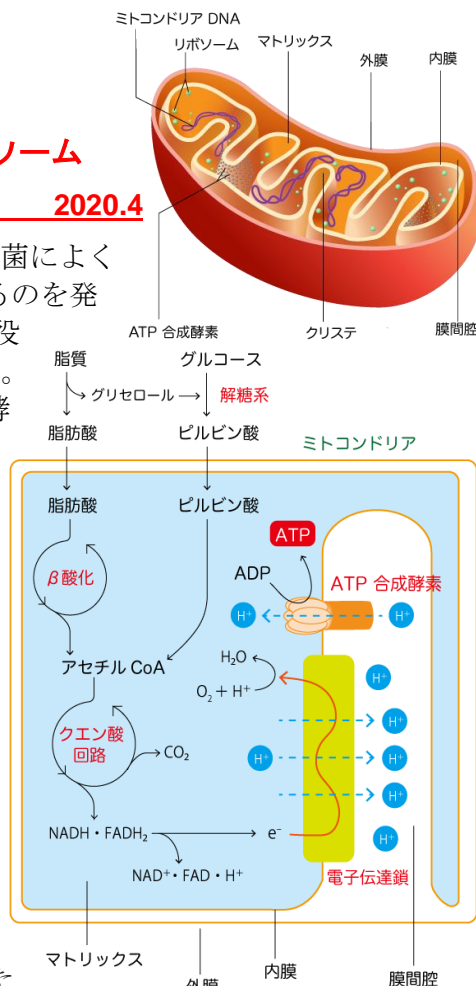 ミトコンドリア DNA
リボソーム
マトリックス
外膜
内膜
ソーム
2020.4
菌によく
るのを発
役
。
ATP 合成酵素
クリステ
膜間腔
脂質
グルコース
グリセロール
解糖系
脂肪酸
ピルビン酸
ミトコンドリア
脂肪酸
ピルビン酸
ATP
β酸化
ADP
ATP 合成酵素
H⁺
H⁺
アセチル CoA
H₂O
O₂ + H⁺
H⁺
H⁺
クエン酸
回路
CO₂
H⁺
H⁺
H⁺
NADH・FADH₂
e⁻
H⁺
NAD⁺・FAD・H⁺
電子伝達鎖
マトリックス
外膜
内膜
膜間腔